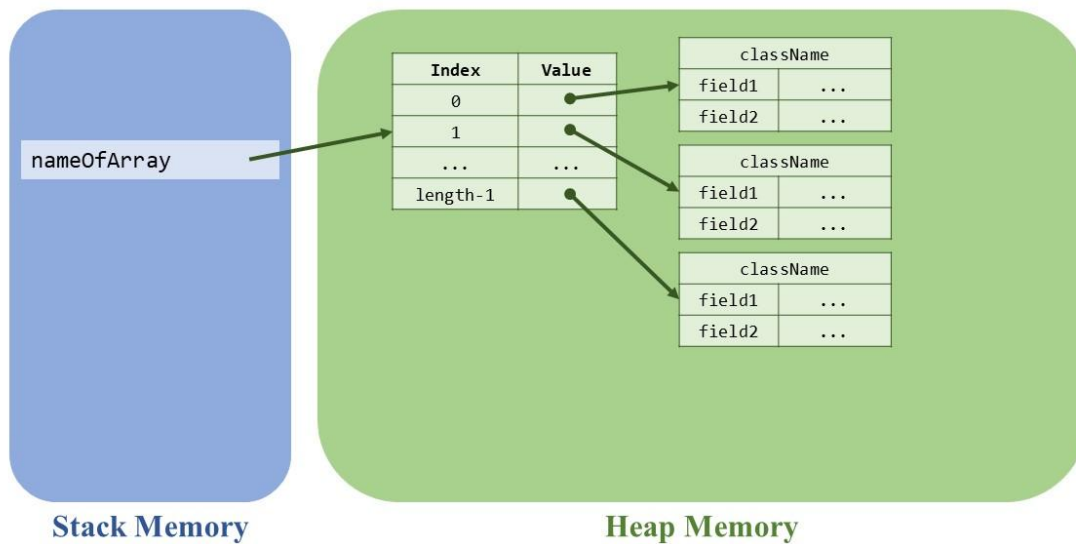 nameOfArray
Index Value
0
1
... ...
length-1
className
field1 ...
field2 ...
className
field1 ...
field2 ...
className
field1 ...
field2 ...
Stack Memory
Heap Memory